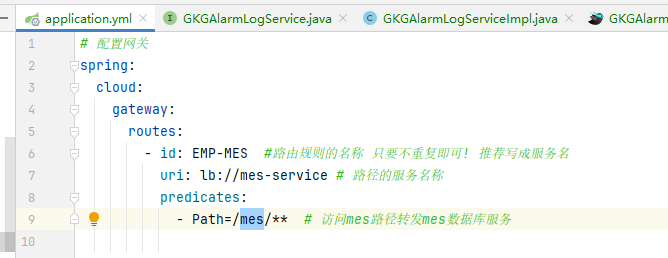 application.yml × GKGAlarmLogService.java × GKGAlarmLogServiceImpl.java × GKGAlarm
1 # 配置网关
2 spring:
3 cloud:
4 gateway:
5 routes:
6 - id: EMP-MES #路由规则的名称 只要不重复即可! 推荐写成服务名
7 uri: lb://mes-service # 路径的服务名称
8 predicates:
9 - Path=/mes/** # 访问mes路径转发mes数据库服务
10